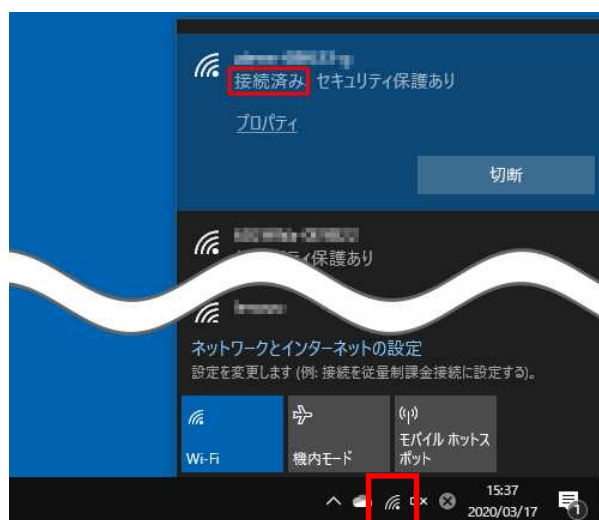 接続済み、セキュリティ保護あり
プロパティ
切断
ティ保護あり
ネットワークとインターネットの設定
設定を変更します (例: 接続を従量制課金接続に設定する)。
Wi-Fi
機内モード
モバイル ホットス
ポット
15:37
2020/03/17
1